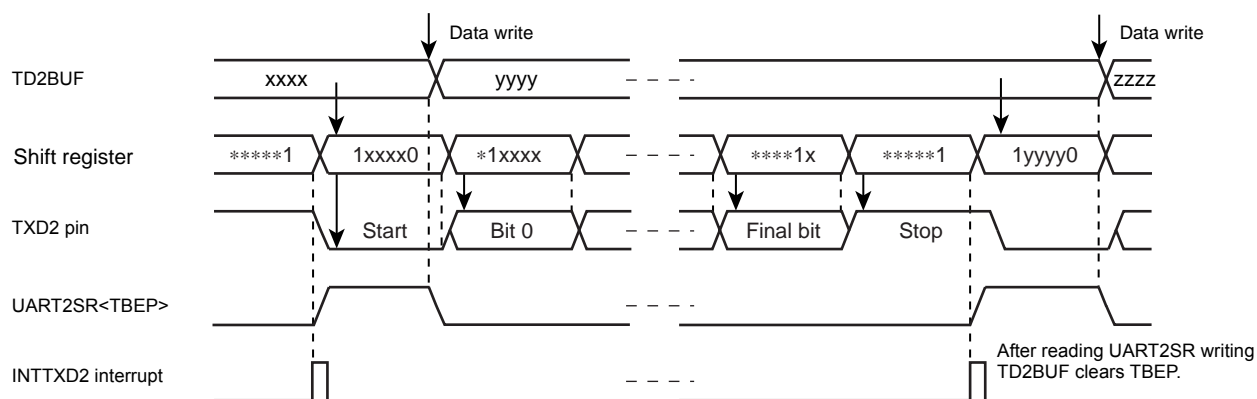 Data write
Data write
TD2BUF
xxxx
yyyy
zzzz
Shift register
*****1
1xxxx0
*1xxxx
****1x
*****1
1yyyy0
TXD2 pin
Start
Bit 0
Final bit
Stop
UART2SR<TBEP>
INTTXD2 interrupt
After reading UART2SR writing
TD2BUF clears TBEP.